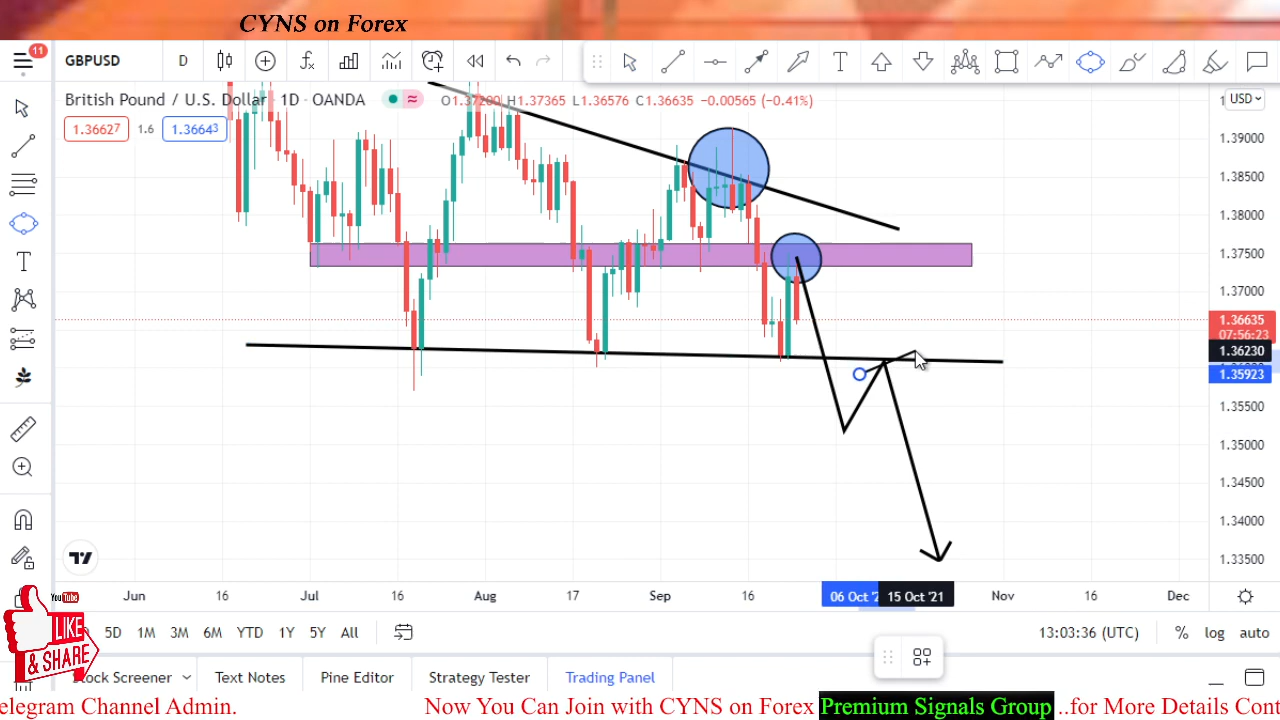 CYNS on Forex
11
GBPUSD
D
British Pound / U.S. Dollar · 1D · OANDA
O1.37200 H1.37365 L1.36576 C1.36635 −0.00565 (−0.41%)
1.36627
1.6
1.36643
USD
1.39000
1.38500
1.38000
1.37500
1.37000
1.36635
07:56:23
1.36230
1.35923
1.35500
1.35000
1.34500
1.34000
1.33500
Jun
16
Jul
16
Aug
17
Sep
16
06 Oct '2
15 Oct '21
Nov
16
Dec
YouTube
LIKE
& SHARE
5D
1M
3M
6M
YTD
1Y
5Y
All
13:03:36 (UTC)
%
log
auto
tock Screener
Text Notes
Pine Editor
Strategy Tester
Trading Panel
elegram Channel Admin.
Now You Can Join with CYNS on Forex Premium Signals Group ..for More Details Cont